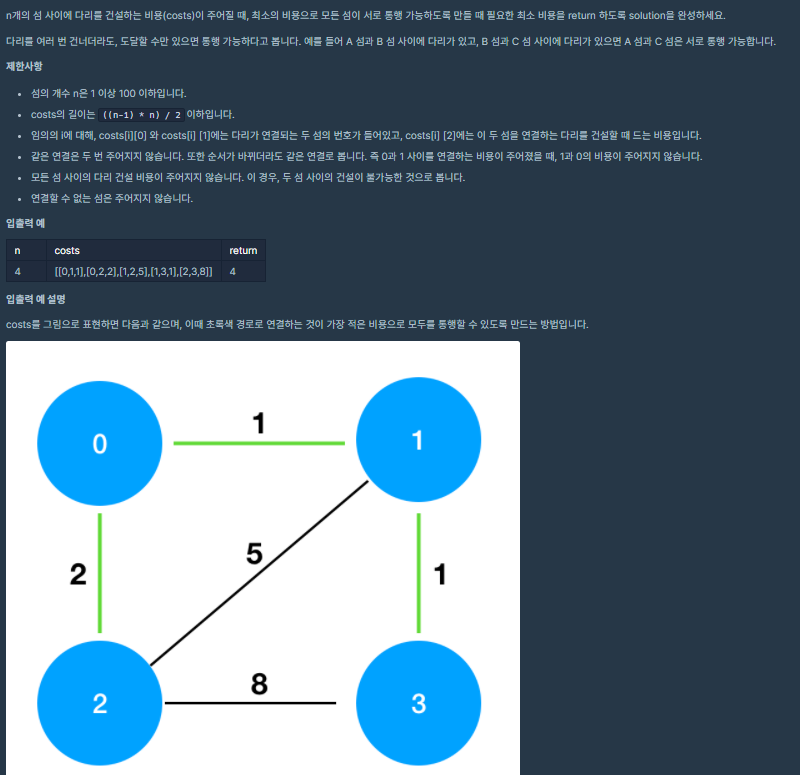 n개의 섬 사이에 다리를 건설하는 비용(costs)이 주어질 때, 최소의 비용으로 모든 섬이 서로 통행 가능하도록 만들 때 필요한 최소 비용을 return 하도록 solution을 완성하세요.
다리를 여러 번 건너더라도, 도달할 수만 있으면 통행 가능하다고 봅니다. 예를 들어 A 섬과 B 섬 사이에 다리가 있고, B 섬과 C 섬 사이에 다리가 있으면 A 섬과 C 섬은 서로 통행 가능합니다.
제한사항
• 섬의 개수 n은 1 이상 100 이하입니다.
• costs의 길이는 ((n-1) * n) / 2 이하입니다.
• 임의의 i에 대해, costs[i][0] 와 costs[i] [1]에는 다리가 연결되는 두 섬의 번호가 들어있고, costs[i] [2]에는 이 두 섬을 연결하는 다리를 건설할 때 드는 비용입니다.
• 같은 연결은 두 번 주어지지 않습니다. 또한 순서가 바뀌더라도 같은 연결로 봅니다. 즉 0과 1 사이를 연결하는 비용이 주어졌을 때, 1과 0의 비용이 주어지지 않습니다.
• 모든 섬 사이의 다리 건설 비용이 주어지지 않습니다. 이 경우, 두 섬 사이의 건설이 불가능한 것으로 봅니다.
• 연결할 수 없는 섬은 주어지지 않습니다.
입출력 예
n costs return
4 [[0,1,1],[0,2,2],[1,2,5],[1,3,1],[2,3,8]] 4
입출력 예 설명
costs를 그림으로 표현하면 다음과 같으며, 이때 초록색 경로로 연결하는 것이 가장 적은 비용으로 모두를 통행할 수 있도록 만드는 방법입니다.
1
0 1
5
2 1
8
2 3